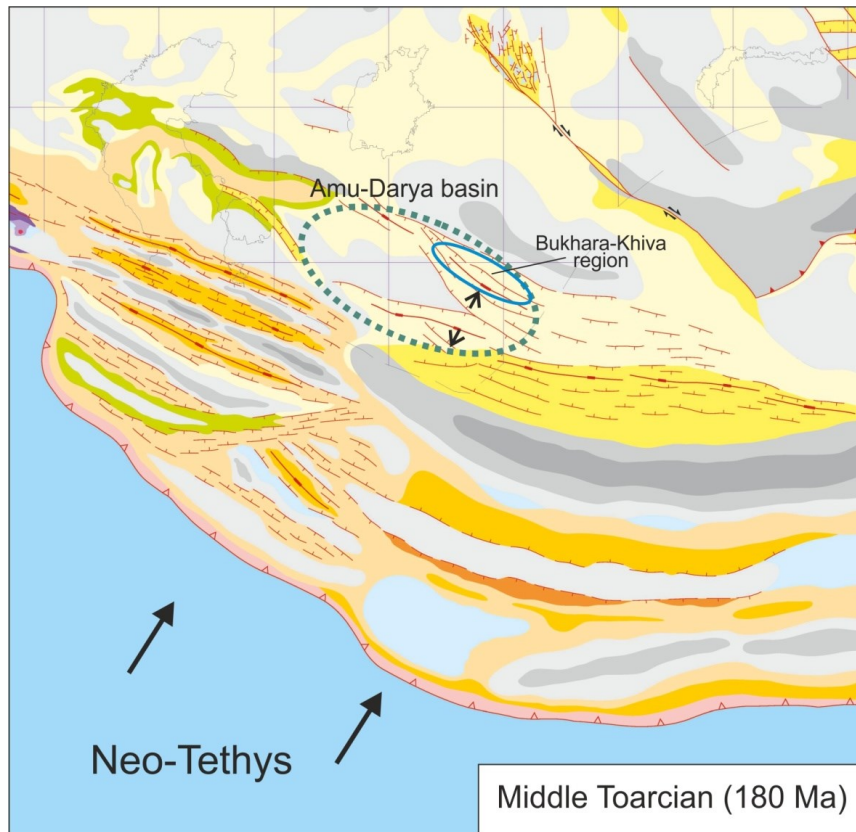 Amu-Darya basin
Bukhara-Khiva
region
Neo-Tethys
Middle Toarcian (180 Ma)